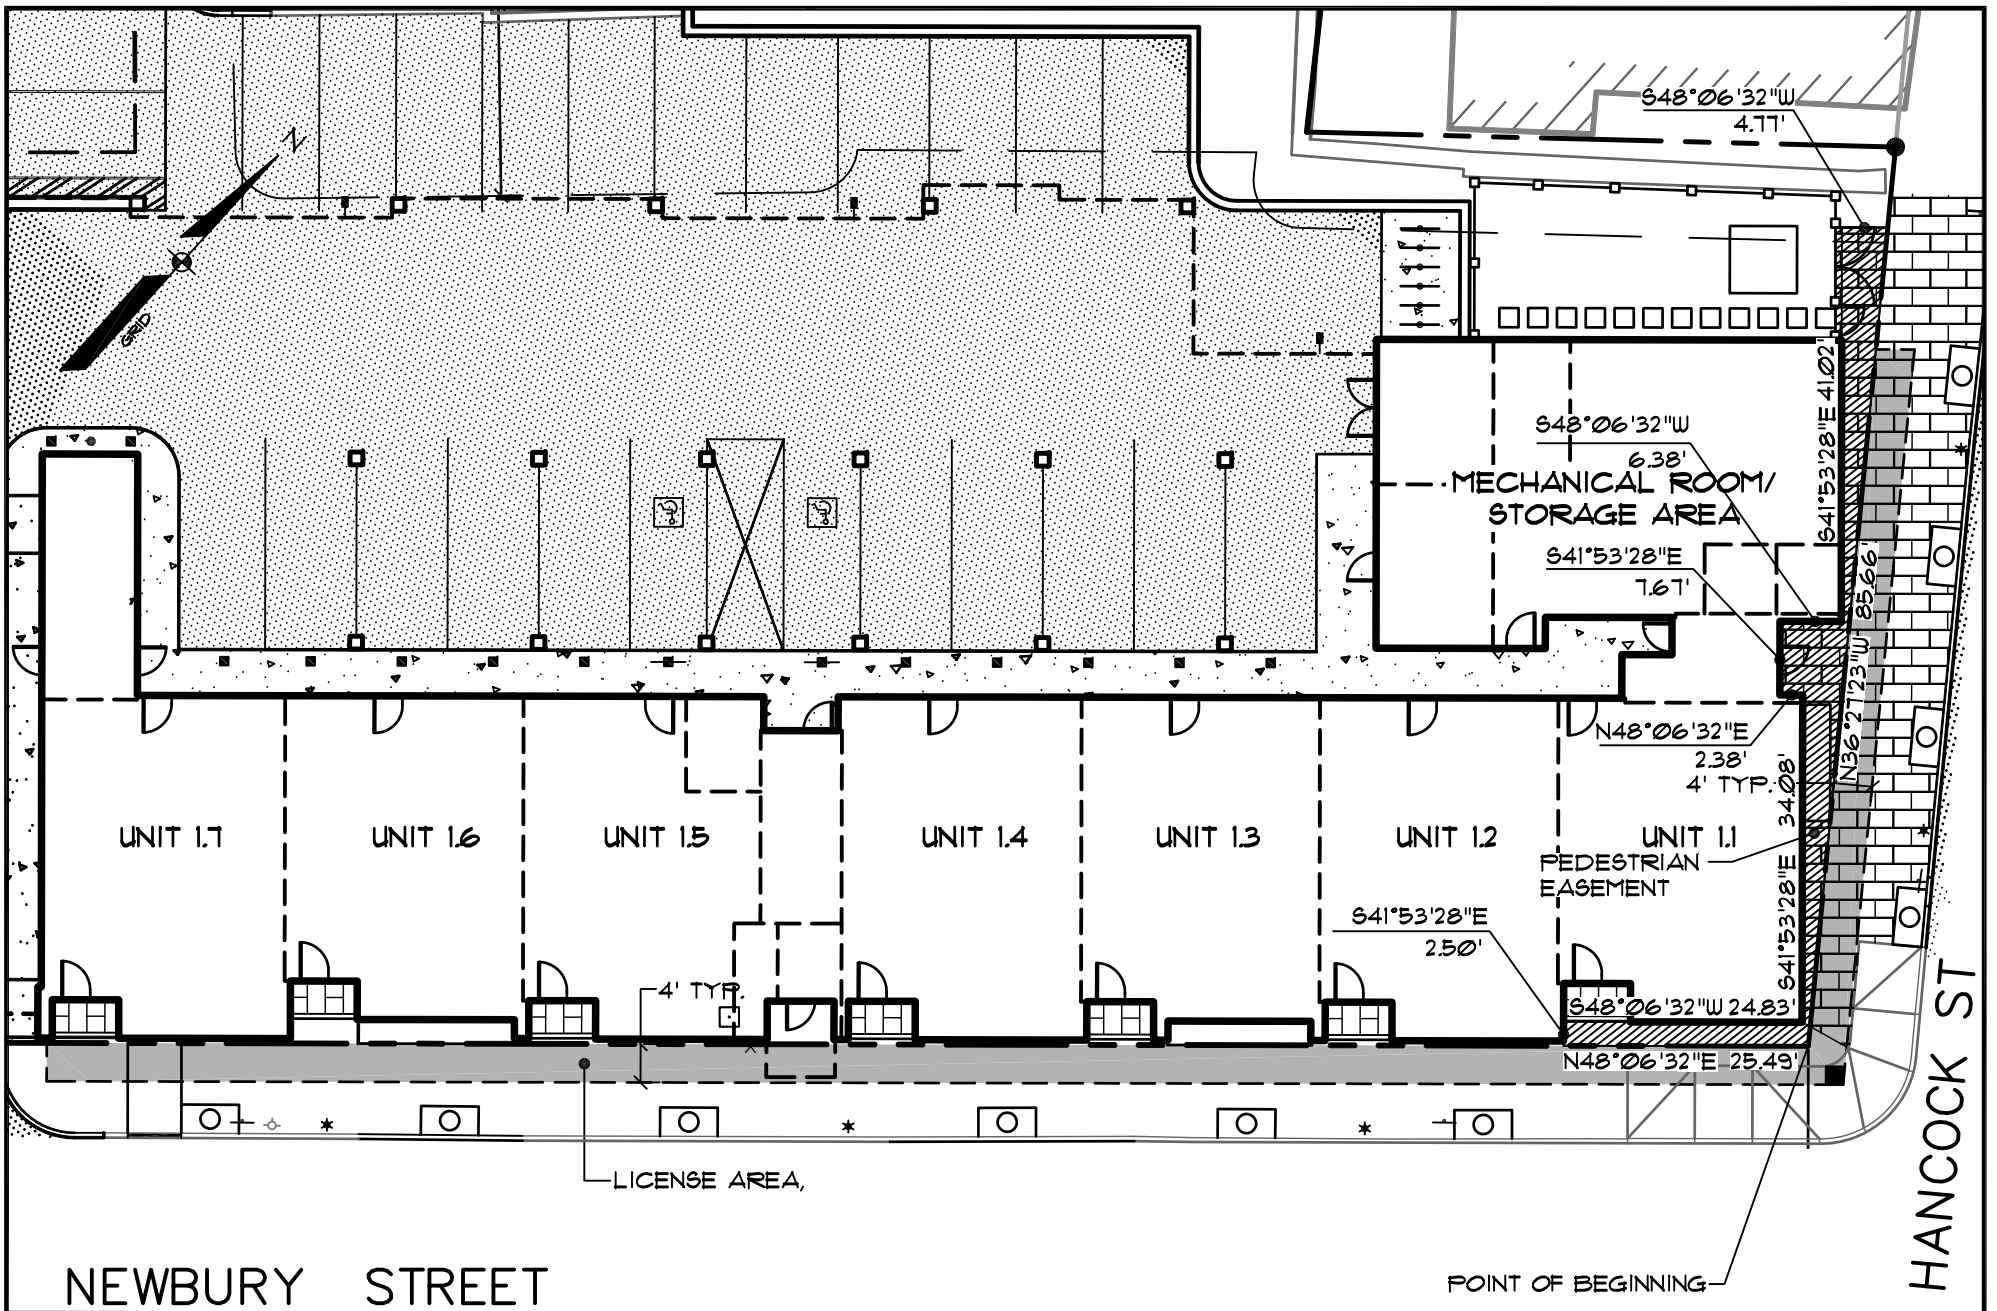 S48°06'32"W
4.77'
N
GRID
S41°53'28"E 41.02'
S48°06'32"W
6.38'
MECHANICAL ROOM/
STORAGE AREA
S41°53'28"E
7.67'
N36°27'23"W 85.66'
N48°06'32"E
2.38'
4' TYP.
S41°53'28"E 34.08'
UNIT 1.7
UNIT 1.6
UNIT 1.5
UNIT 1.4
UNIT 1.3
UNIT 1.2
UNIT 1.1
PEDESTRIAN
EASEMENT
S41°53'28"E
2.50'
4' TYP.
S48°06'32"W 24.83'
N48°06'32"E 25.49'
LICENSE AREA,
HANCOCK ST
NEWBURY STREET
POINT OF BEGINNING